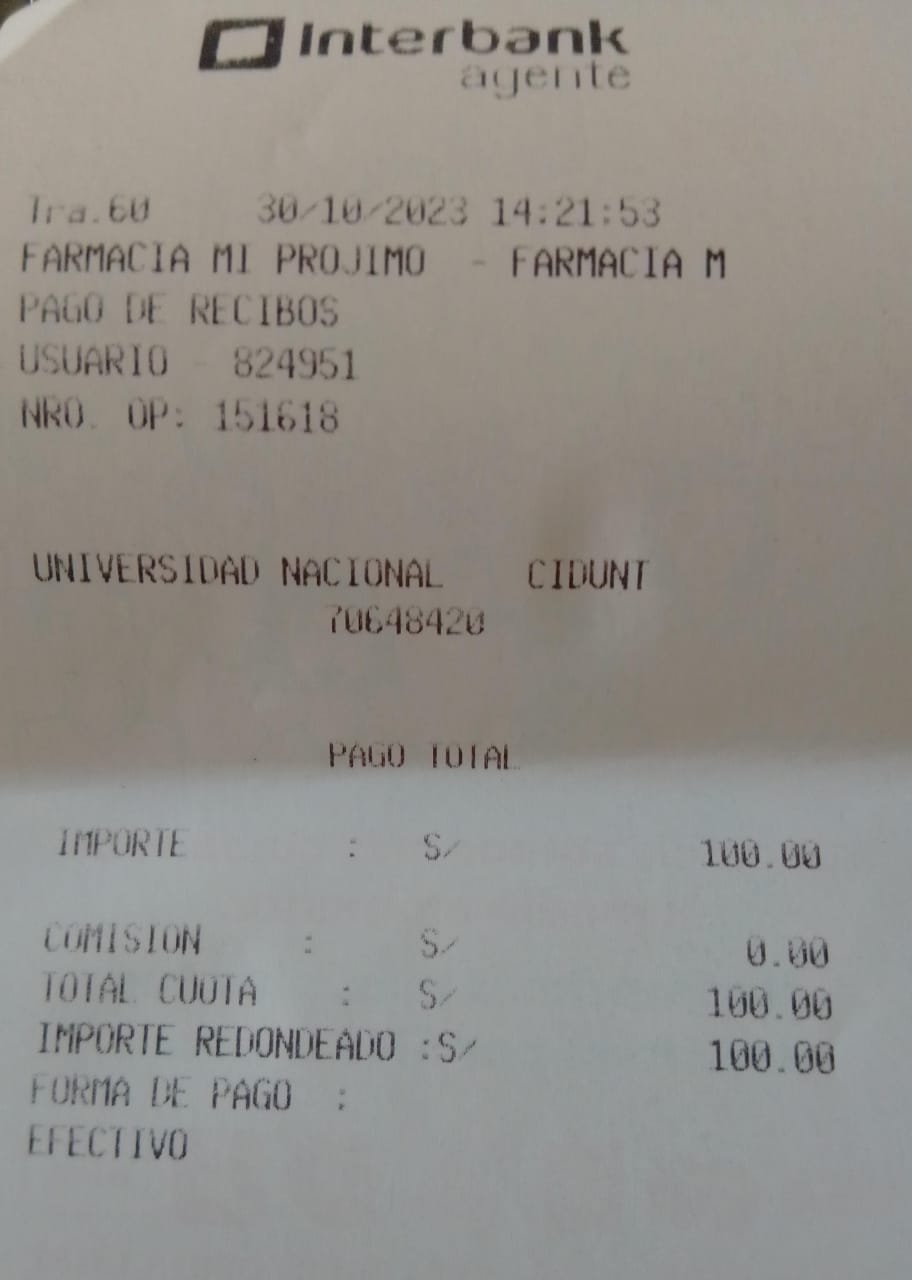 Interbank
agente
Tra.60 30/10/2023 14:21:53
FARMACIA MI PROJIMO - FARMACIA M
PAGO DE RECIBOS
USUARIO - 824951
NRO. OP: 151618
UNIVERSIDAD NACIONAL CIDUNT
70648420
PAGO TOTAL
IMPORTE : S/ 100.00
COMISION : S/ 0.00
TOTAL CUOTA : S/ 100.00
IMPORTE REDONDEADO :S/ 100.00
FORMA DE PAGO :
EFECTIVO